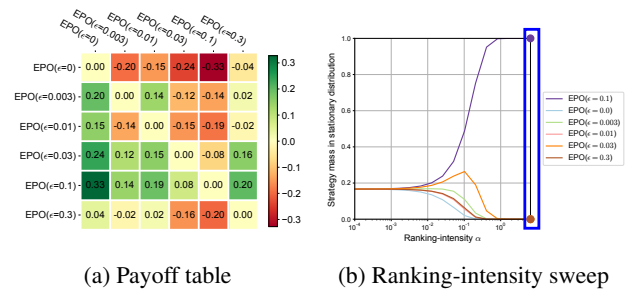 EPO(ϵ=0)
EPO(ϵ=0.003)
EPO(ϵ=0.01)
EPO(ϵ=0.03)
EPO(ϵ=0.1)
EPO(ϵ=0.3)
EPO(ϵ=0) 0.00 -0.20 -0.15 -0.24 -0.33 -0.04
EPO(ϵ=0.003) 0.20 0.00 0.14 -0.12 -0.14 0.02
EPO(ϵ=0.01) 0.15 -0.14 0.00 -0.15 -0.19 -0.02
EPO(ϵ=0.03) 0.24 0.12 0.15 0.00 -0.08 0.16
EPO(ϵ=0.1) 0.33 0.14 0.19 0.08 0.00 0.20
EPO(ϵ=0.3) 0.04 -0.02 0.02 -0.16 -0.20 0.00
0.3
0.2
0.1
0.0
−0.1
−0.2
−0.3
(a) Payoff table
Strategy mass in stationary distribution
1.0
0.8
0.6
0.4
0.2
0.0
10⁻⁴ 10⁻³ 10⁻² 10⁻¹ 10⁰
Ranking-intensity α
EPO(ϵ = 0.1)
EPO(ϵ = 0.0)
EPO(ϵ = 0.003)
EPO(ϵ = 0.01)
EPO(ϵ = 0.03)
EPO(ϵ = 0.3)
(b) Ranking-intensity sweep